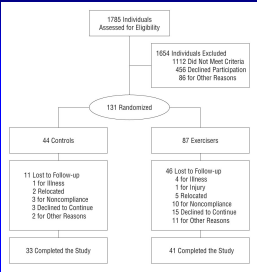 1785 Individuals
Assessed for Eligibility
1654 Individuals Excluded
1112 Did Not Meet Criteria
456 Declined Participation
86 for Other Reasons
131 Randomized
44 Controls
87 Exercisers
11 Lost to Follow-up
1 for Illness
2 Relocated
3 for Noncompliance
3 Declined to Continue
2 for Other Reasons
46 Lost to Follow-up
4 for Illness
1 for Injury
5 Relocated
10 for Noncompliance
15 Declined to Continue
11 for Other Reasons
33 Completed the Study
41 Completed the Study